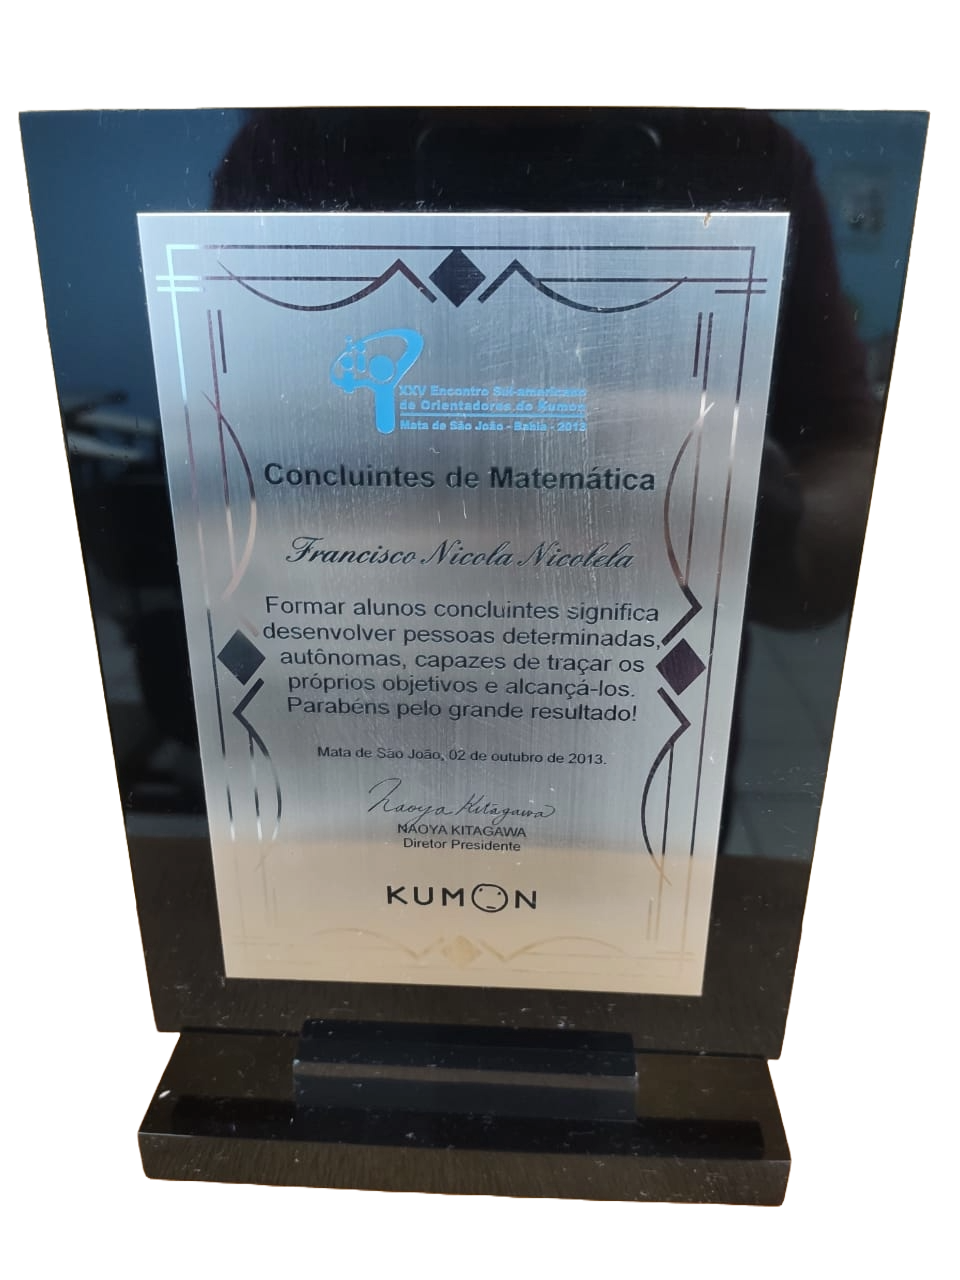 XXV Encontro Sul-americano
de Orientadores do Kumon
Mata de São João - Bahia - 2013
Concluintes de Matemática
Francisco Nicola Nicolela
Formar alunos concluintes significa
desenvolver pessoas determinadas,
autônomas, capazes de traçar os
próprios objetivos e alcançá-los.
Parabéns pelo grande resultado!
Mata de São João, 02 de outubro de 2013.
Naoya Kitagawa
NAOYA KITAGAWA
Diretor Presidente
KUMON